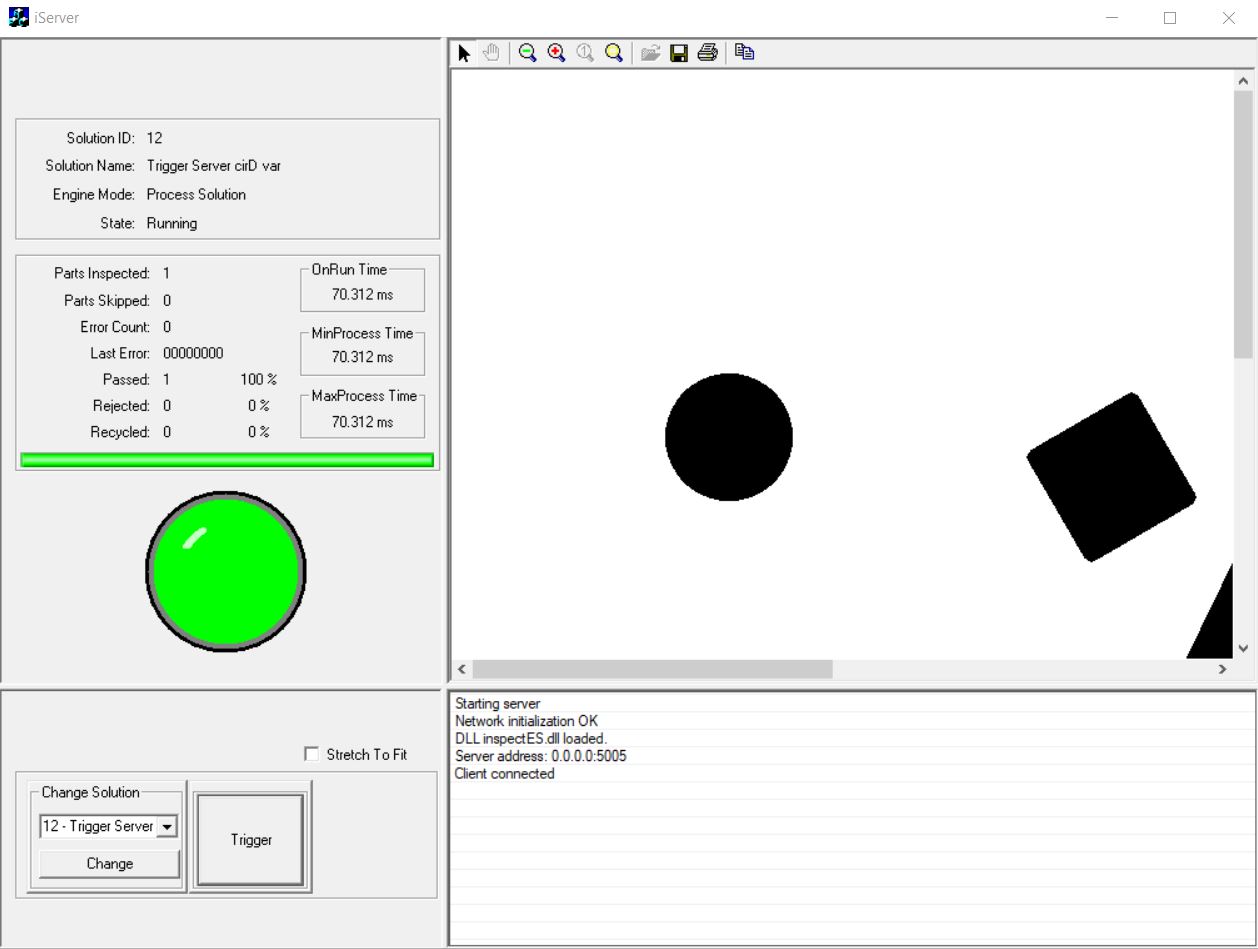 iServer
Solution ID: 12
Solution Name: Trigger Server cirD var
Engine Mode: Process Solution
State: Running
Parts Inspected: 1
Parts Skipped: 0
Error Count: 0
Last Error: 00000000
Passed: 1 100 %
Rejected: 0 0 %
Recycled: 0 0 %
OnRun Time
70.312 ms
MinProcess Time
70.312 ms
MaxProcess Time
70.312 ms
Stretch To Fit
Change Solution
12 - Trigger Server
Change
Trigger
Starting server
Network initialization OK
DLL inspectES.dll loaded.
Server address: 0.0.0.0:5005
Client connected